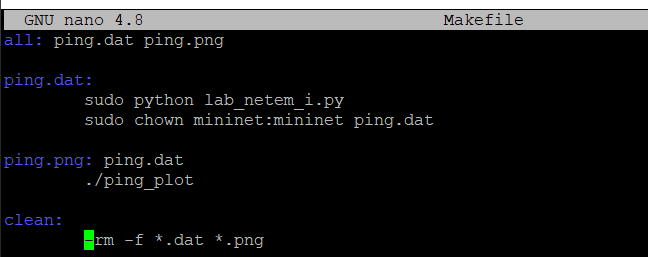 GNU nano 4.8 Makefile
all: ping.dat ping.png
ping.dat:
sudo python lab_netem_i.py
sudo chown mininet:mininet ping.dat
ping.png: ping.dat
./ping_plot
clean:
-rm -f *.dat *.png